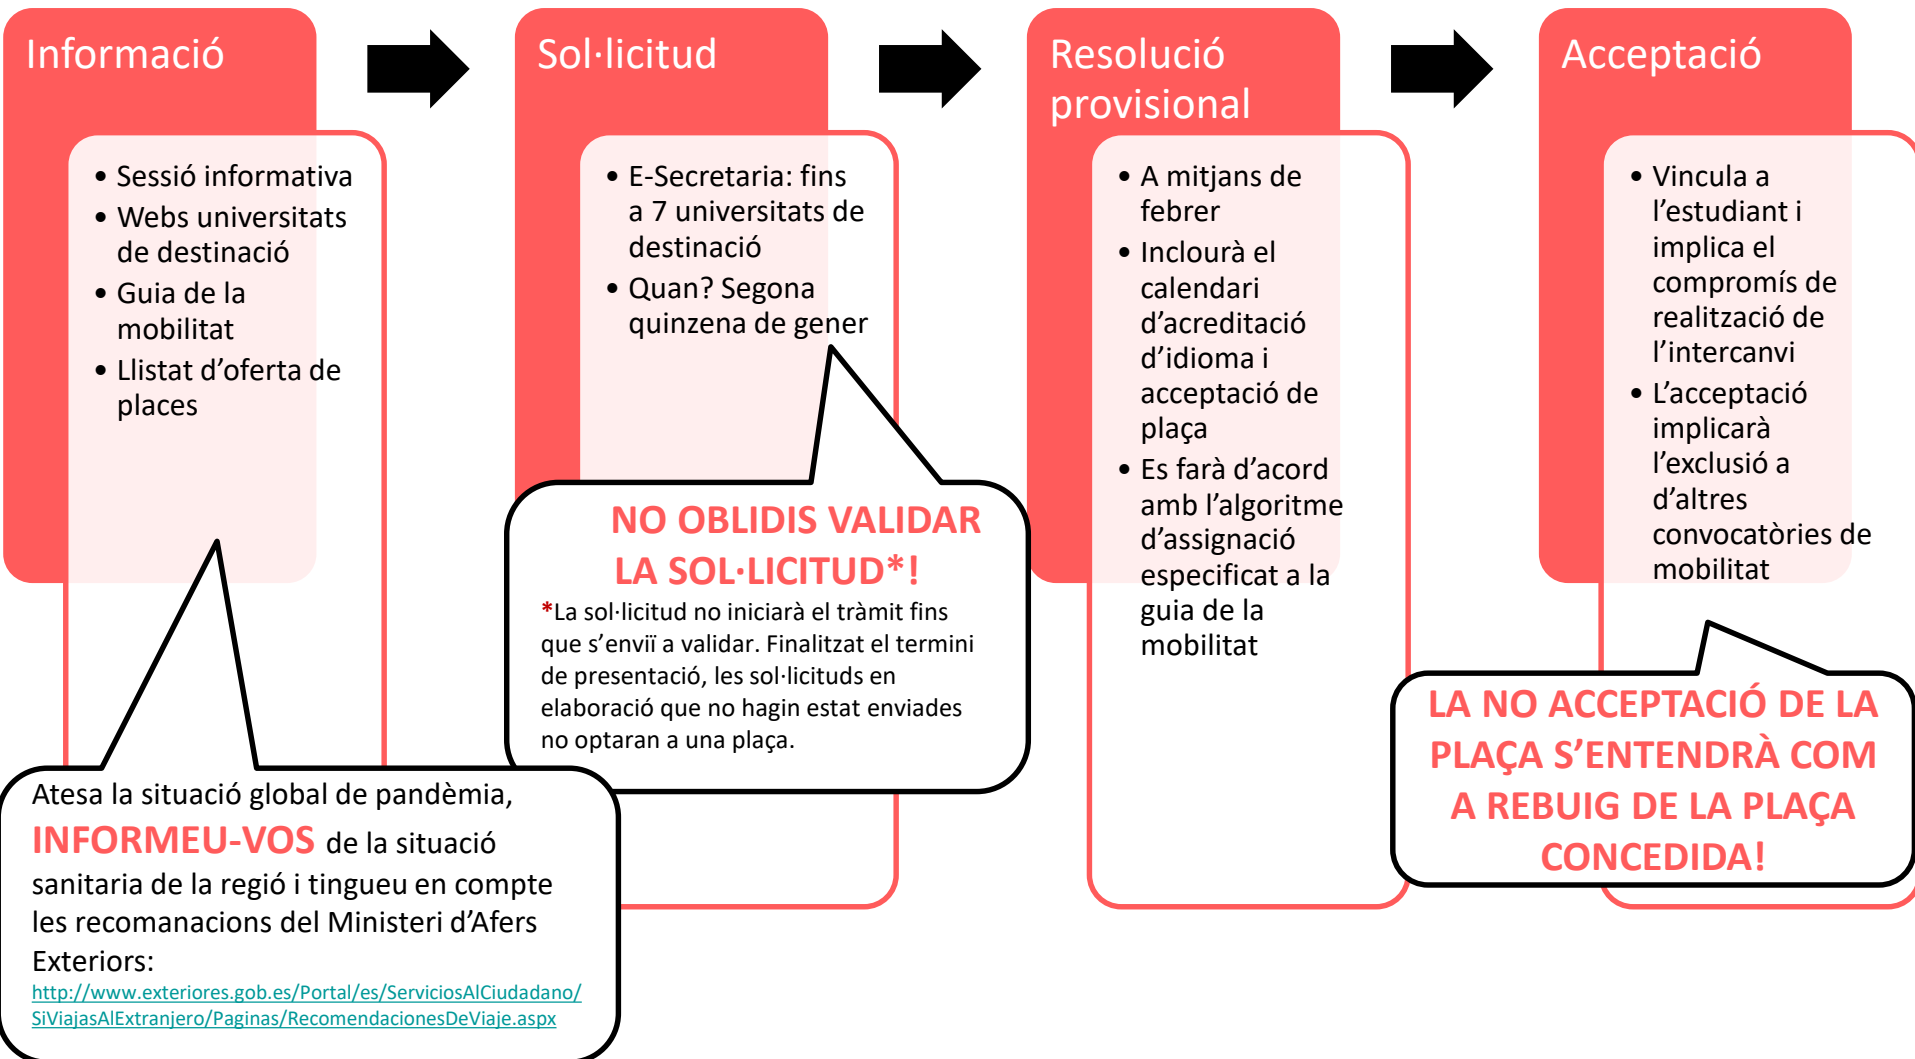 Informació
• Sessió informativa
• Webs universitats
de destinació
• Guia de la
mobilitat
• Llistat d’oferta de
places
Atesa la situació global de pandèmia,
INFORMEU-VOS de la situació
sanitaria de la regió i tingueu en compte
les recomanacions del Ministeri d’Afers
Exteriors:
http://www.exteriores.gob.es/Portal/es/ServiciosAlCiudadano/
SiViajasAlExtranjero/Paginas/RecomendacionesDeViaje.aspx
Sol·licitud
• E-Secretaria: fins
a 7 universitats de
destinació
• Quan? Segona
quinzena de gener
NO OBLIDIS VALIDAR
LA SOL·LICITUD*!
*La sol·licitud no iniciarà el tràmit fins
que s’enviï a validar. Finalitzat el termini
de presentació, les sol·licituds en
elaboració que no hagin estat enviades
no optaran a una plaça.
Resolució
provisional
• A mitjans de
febrer
• Inclourà el
calendari
d’acreditació
d’idioma i
acceptació de
plaça
• Es farà d’acord
amb l’algoritme
d’assignació
especificat a la
guia de la
mobilitat
Acceptació
• Vincula a
l’estudiant i
implica el
compromís de
realització de
l’intercanvi
• L’acceptació
implicarà
l’exclusió a
d’altres
convocatòries de
mobilitat
LA NO ACCEPTACIÓ DE LA
PLAÇA S’ENTENDRÀ COM
A REBUIG DE LA PLAÇA
CONCEDIDA!